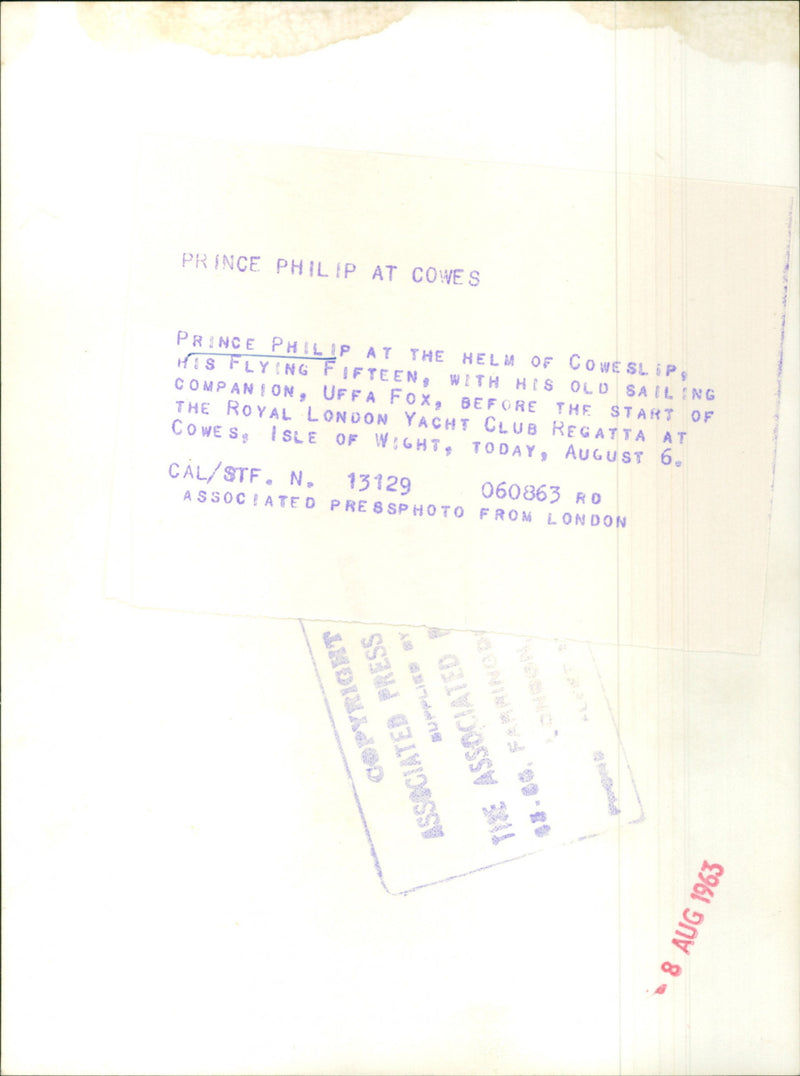 PRINCE PHILIP AT COWES
PRINCE PHILIP AT THE HELM OF COWESLIP,
HIS FLYING FIFTEEN, WITH HIS OLD SAILING
COMPANION, UFFA FOX, BEFORE THE START OF
THE ROYAL LONDON YACHT CLUB REGATTA AT
COWES, ISLE OF WIGHT, TODAY, AUGUST 6.
CAL/STF. N. 13129 060863 RD
ASSOCIATED PRESSPHOTO FROM LONDON
COPYRIGHT
ASSOCIATED PRESS
SUPPLIED BY
THE ASSOCIATED
LONDON
8 AUG 1963